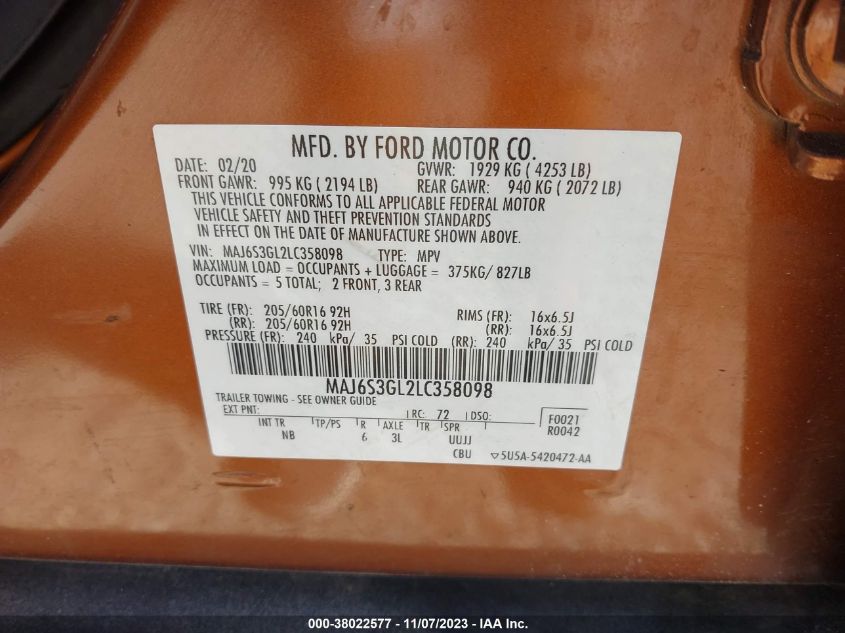 MFD. BY FORD MOTOR CO.
DATE: 02/20 GVWR: 1929 KG ( 4253 LB)
FRONT GAWR: 995 KG ( 2194 LB) REAR GAWR: 940 KG ( 2072 LB)
THIS VEHICLE CONFORMS TO ALL APPLICABLE FEDERAL MOTOR
VEHICLE SAFETY AND THEFT PREVENTION STANDARDS
IN EFFECT ON THE DATE OF MANUFACTURE SHOWN ABOVE.
VIN: MAJ6S3GL2LC358098 TYPE: MPV
MAXIMUM LOAD = OCCUPANTS + LUGGAGE = 375KG/ 827LB
OCCUPANTS = 5 TOTAL; 2 FRONT, 3 REAR
TIRE (FR): 205/60R16 92H RIMS (FR): 16x6.5J
(RR): 205/60R16 92H (RR): 16x6.5J
PRESSURE (FR): 240 kPa/ 35 PSI COLD (RR): 240 kPa/ 35 PSI COLD
MAJ6S3GL2LC358098
TRAILER TOWING - SEE OWNER GUIDE
EXT PNT: RC: 72 DSO: F0021
INT TR TP/PS R AXLE TR SPR R0042
NB 6 3L UUJJ
CBU 5U5A-5420472-AA
000-38022577 — 11/07/2023 — IAA Inc.